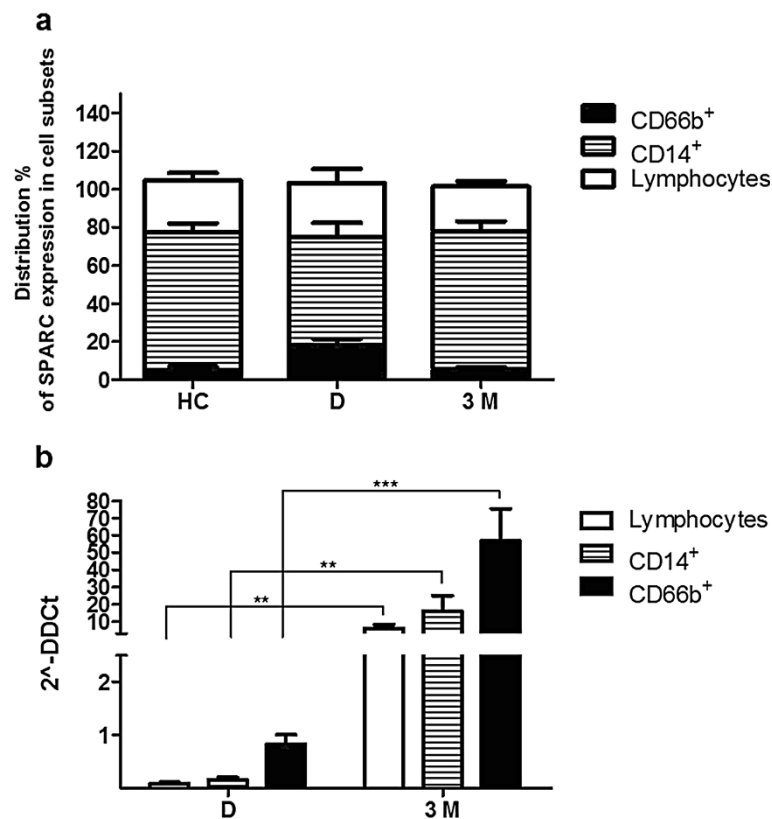 a
Distribution %
of SPARC expression in cell subsets
140
120
100
80
60
40
20
0
HC D 3 M
CD66b+
CD14+
Lymphocytes
b
2^-DDCt
80
70
60
50
40
30
20
10
2
1
***
**
**
D 3 M
Lymphocytes
CD14+
CD66b+